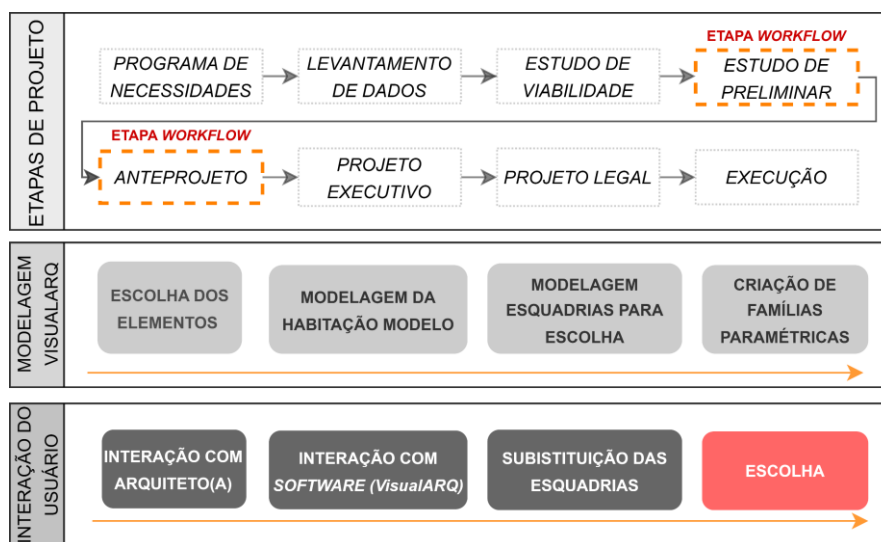 ETAPAS DE PROJETO
ETAPA WORKFLOW
PROGRAMA DE
NECESSIDADES
LEVANTAMENTO
DE DADOS
ESTUDO DE
VIABILIDADE
ESTUDO DE
PRELIMINAR
ETAPA WORKFLOW
ANTEPROJETO
PROJETO
EXECUTIVO
PROJETO LEGAL
EXECUÇÃO
MODELAGEM
VISUALARQ
ESCOLHA DOS
ELEMENTOS
MODELAGEM DA
HABITAÇÃO MODELO
MODELAGEM
ESQUADRIAS PARA
ESCOLHA
CRIAÇÃO DE
FAMÍLIAS
PARAMÉTRICAS
INTERAÇÃO DO
USUÁRIO
INTERAÇÃO COM
ARQUITETO(A)
INTERAÇÃO COM
SOFTWARE (VisualARQ)
SUBISTITUIÇÃO DAS
ESQUADRIAS
ESCOLHA